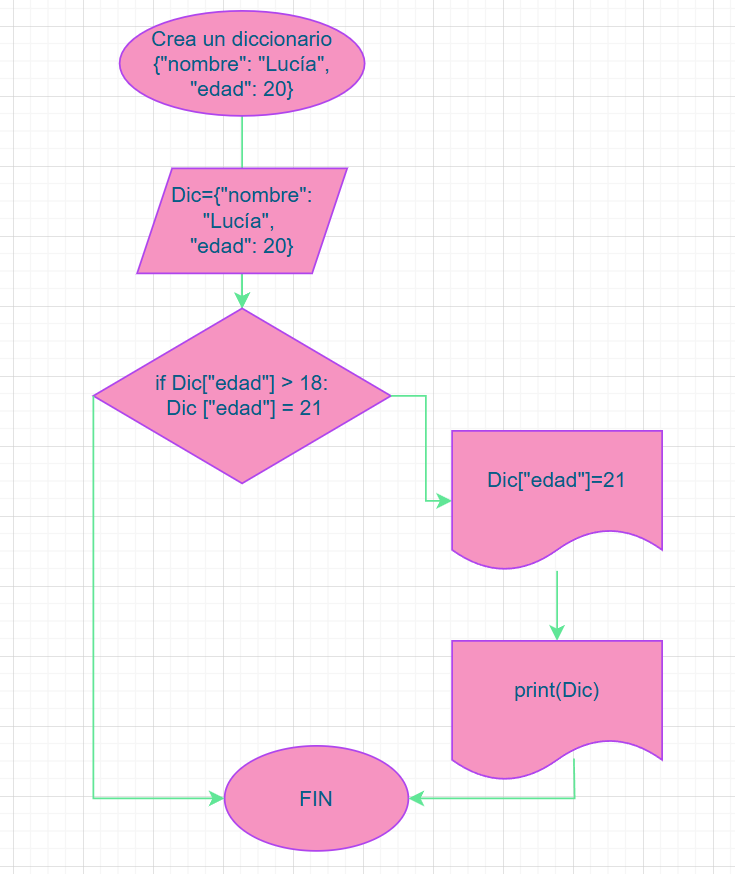 Crea un diccionario
{"nombre": "Lucía",
"edad": 20}
Dic={"nombre":
"Lucía",
"edad": 20}
if Dic["edad"] > 18:
Dic ["edad"] = 21
Dic["edad"]=21
print(Dic)
FIN